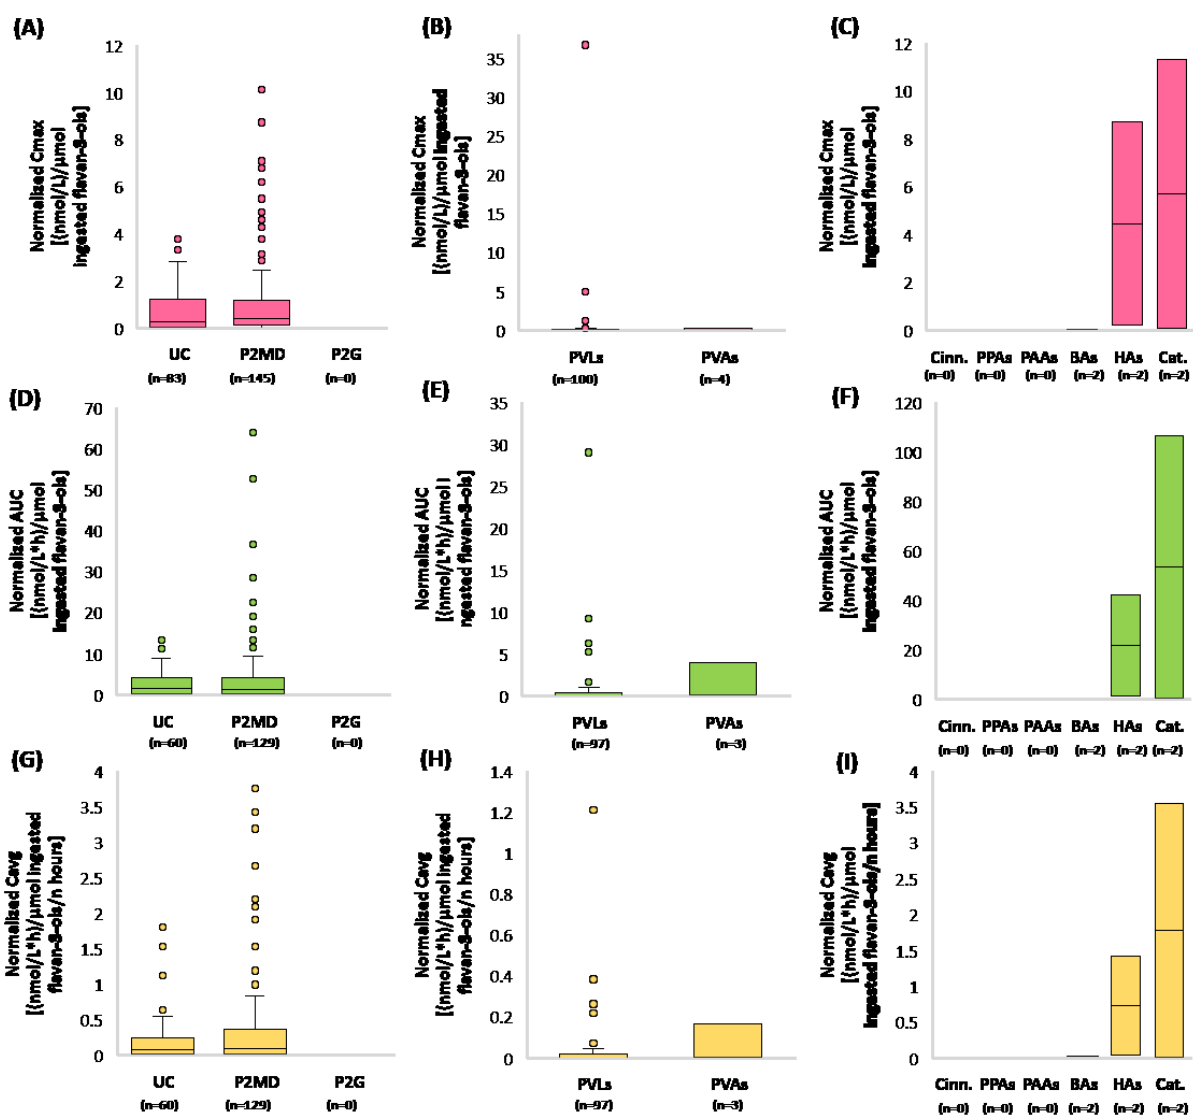 (A)
Normalized Cmax
[(nmol/L)/µmol
ingested flavan-3-ols]
12
10
8
6
4
2
0
UC P2MD P2G
(n=83) (n=145) (n=0)
(B)
Normalized Cmax
[(nmol/L)/µmol ingested
flavan-3-ols]
35
30
25
20
15
10
5
0
PVLs PVAs
(n=100) (n=4)
(C)
Normalized Cmax
[(nmol/L)/µmol
ingested flavan-3-ols]
12
10
8
6
4
2
0
Cinn. PPAs PAAs BAs HAs Cat.
(n=0) (n=0) (n=0) (n=2) (n=2) (n=2)
(D)
Normalized AUC
[(nmol/L*h)/µmol
ingested flavan-3-ols]
70
60
50
40
30
20
10
0
UC P2MD P2G
(n=60) (n=129) (n=0)
(E)
Normalized AUC
[(nmol/L*h)/µmol i
ngested flavan-3-ols]
35
30
25
20
15
10
5
0
PVLs PVAs
(n=97) (n=3)
(F)
Normalized AUC
[(nmol/L*h)/µmol
ingested flavan-3-ols]
120
100
80
60
40
20
0
Cinn. PPAs PAAs BAs HAs Cat.
(n=0) (n=0) (n=0) (n=2) (n=2) (n=2)
(G)
Normalized Cavg
[(nmol/L*h)/µmol ingested
flavan-3-ols/n hours]
4
3.5
3
2.5
2
1.5
1
0.5
0
UC P2MD P2G
(n=60) (n=129) (n=0)
(H)
Normalized Cavg
[(nmol/L*h)/µmol ingested
flavan-3-ols/n hours]
1.4
1.2
1
0.8
0.6
0.4
0.2
0
PVLs PVAs
(n=97) (n=3)
(I)
Normalized Cavg
[(nmol/L*h)/µmol
ingested flavan-3-ols/n hours]
4
3.5
3
2.5
2
1.5
1
0.5
0
Cinn. PPAs PAAs BAs HAs Cat.
(n=0) (n=0) (n=0) (n=2) (n=2) (n=2)